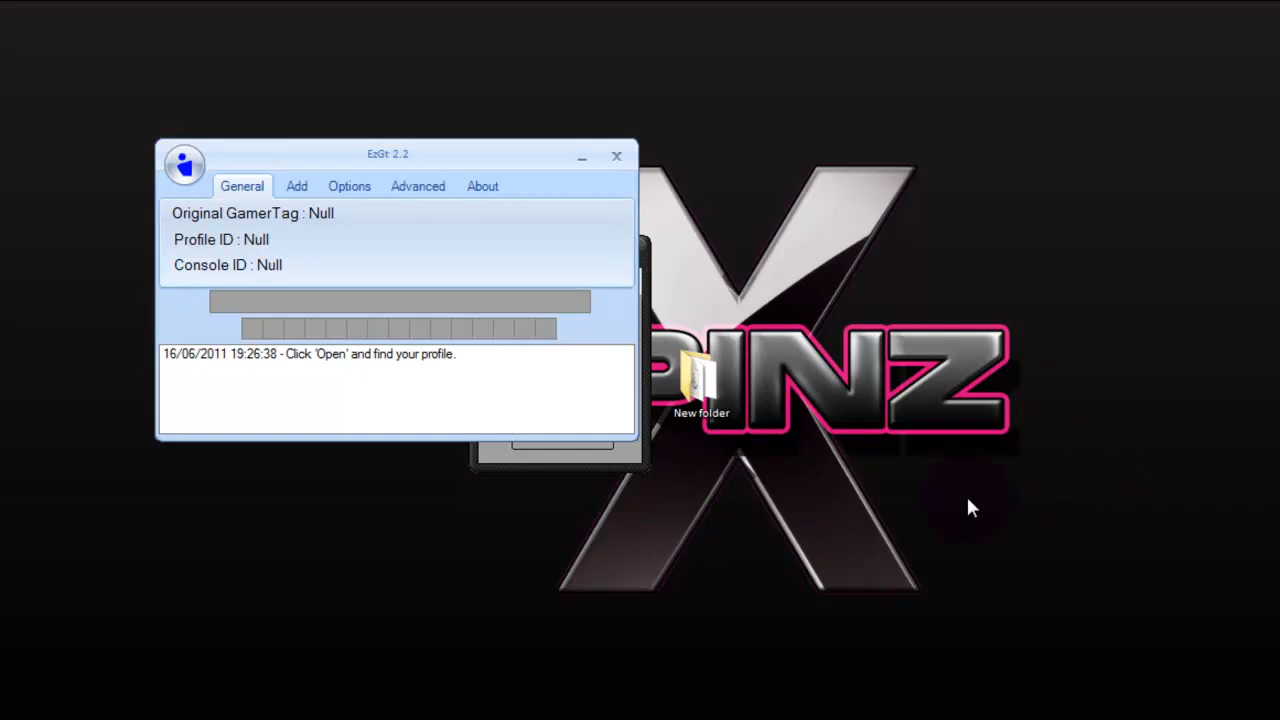 EzGt 2.2
General Add Options Advanced About
Original GamerTag : Null
Profile ID : Null
Console ID : Null
16/06/2011 19:26:38 - Click 'Open' and find your profile.
PINZ
New folder